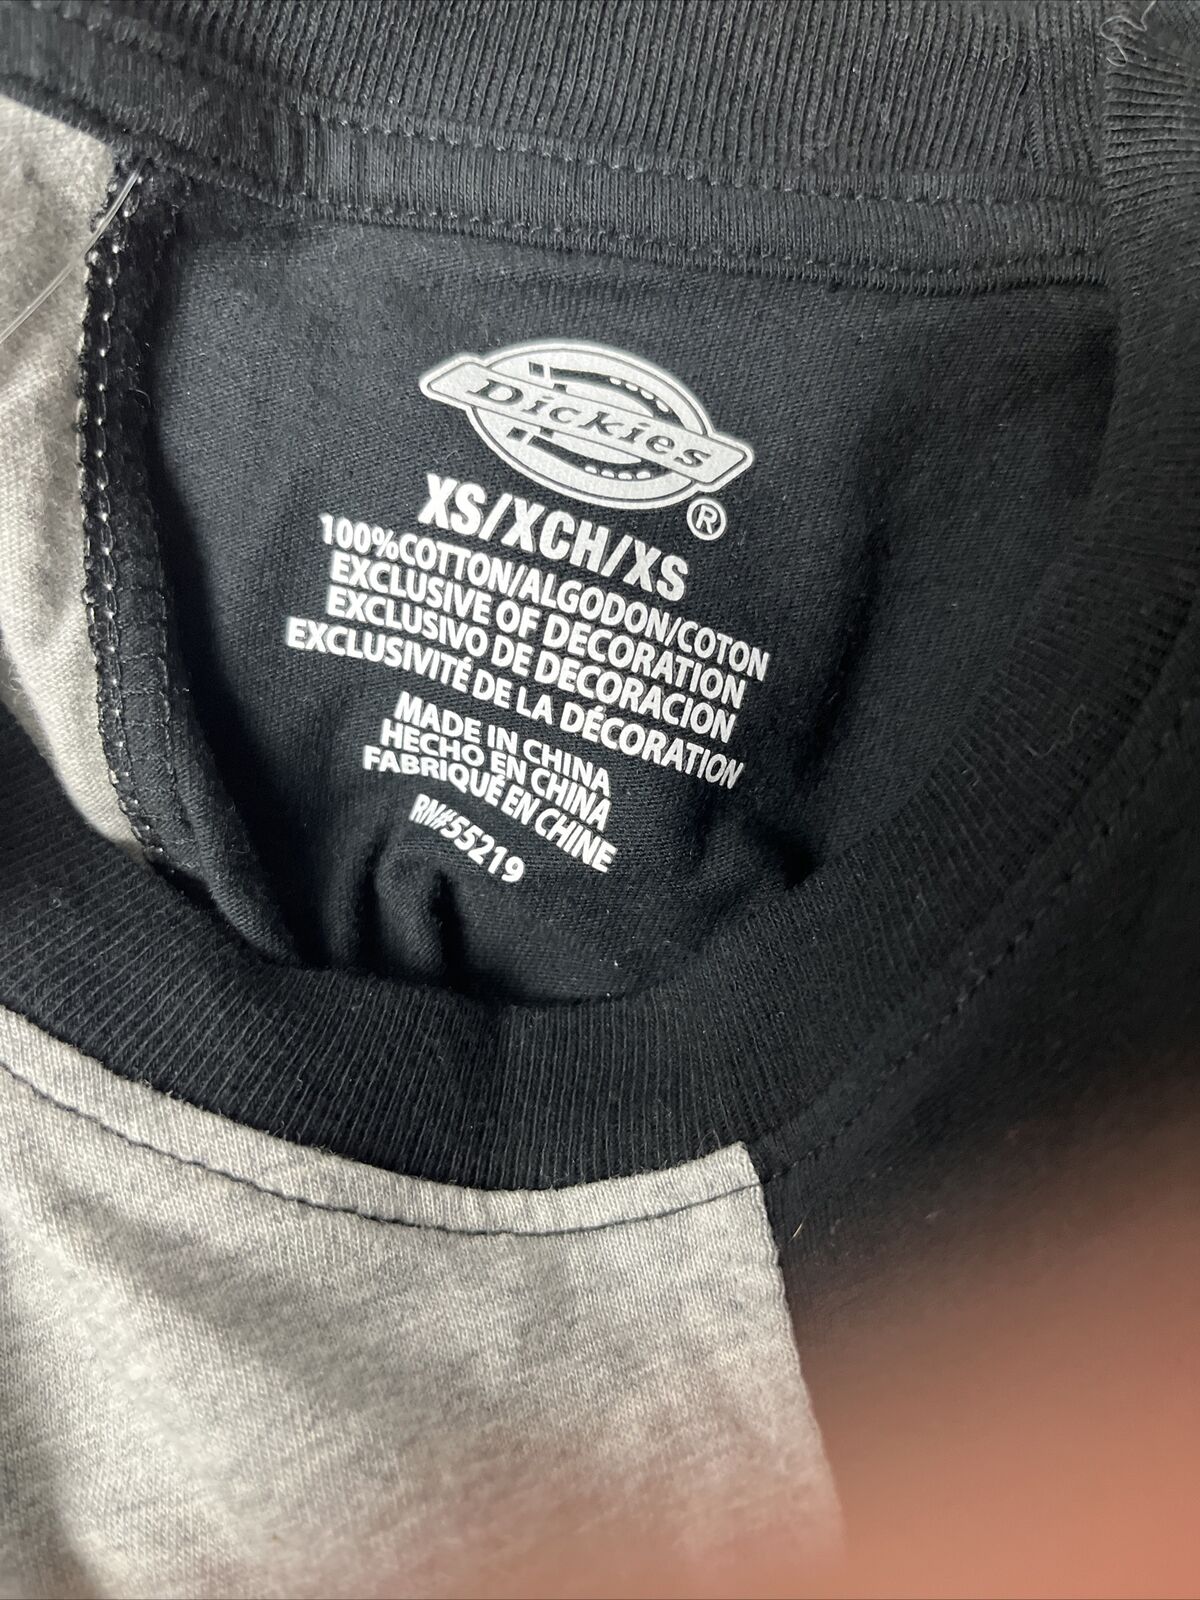 Dickies
®
XS/XCH/XS
100%COTTON/ALGODON/COTON
EXCLUSIVE OF DECORATION
EXCLUSIVO DE DECORACION
EXCLUSIVITÉ DE LA DÉCORATION
MADE IN CHINA
HECHO EN CHINA
FABRIQUÉ EN CHINE
RN#55219